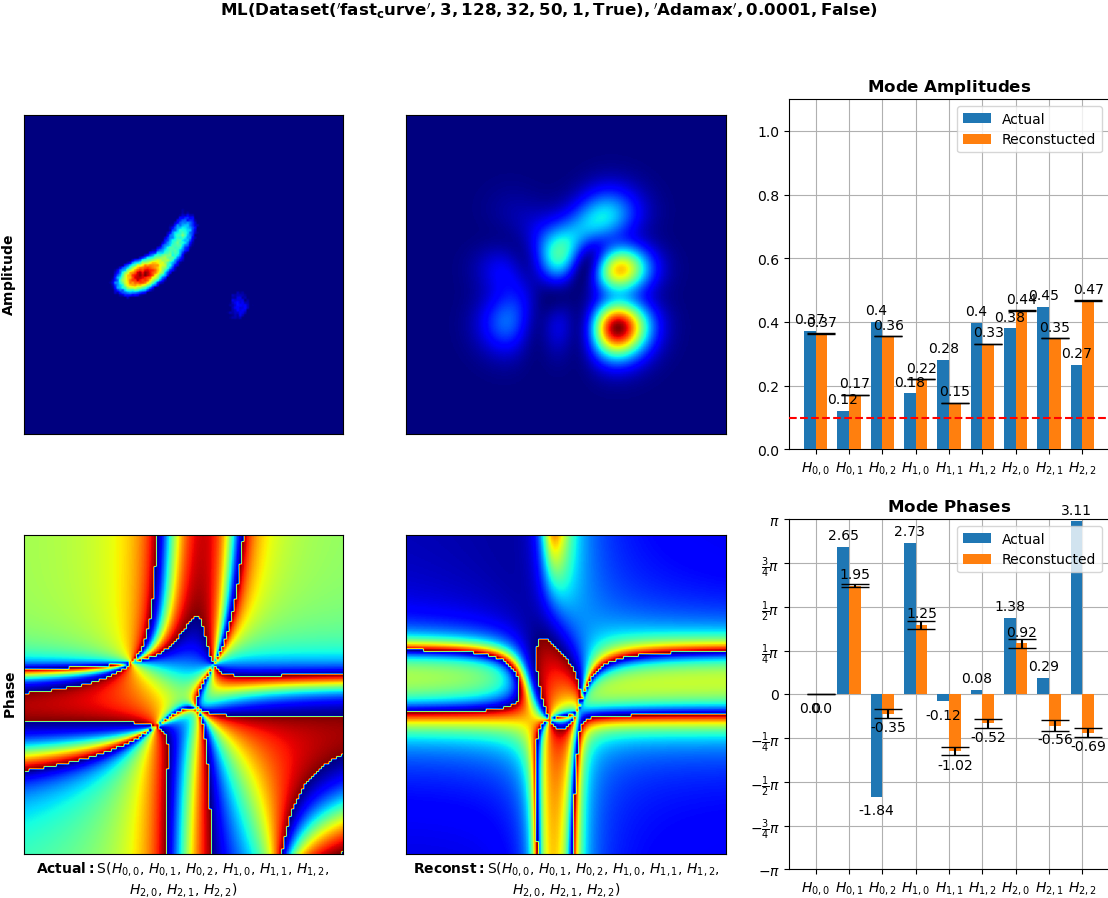 ML(Dataset('fast_curve', 3, 128, 32, 50, 1, True), 'Adamax', 0.0001, False)
Amplitude
Mode Amplitudes
Actual
Reconstucted
1.0
0.8
0.6
0.4
0.2
0.0
0.37
0.37
0.12
0.17
0.4
0.36
0.18
0.22
0.28
0.15
0.4
0.33
0.38
0.44
0.45
0.35
0.27
0.47
H0,0 H0,1 H0,2 H1,0 H1,1 H1,2 H2,0 H2,1 H2,2
Phase
Actual: S(H0,0, H0,1, H0,2, H1,0, H1,1, H1,2,
H2,0, H2,1, H2,2)
Reconst: S(H0,0, H0,1, H0,2, H1,0, H1,1, H1,2,
H2,0, H2,1, H2,2)
Mode Phases
Actual
Reconstucted
π
3/4π
1/2π
1/4π
0
−1/4π
−1/2π
−3/4π
−π
0.0
0.0
2.65
1.95
-1.84
-0.35
2.73
1.25
-0.12
-1.02
0.08
-0.52
1.38
0.92
0.29
-0.56
3.11
-0.69
H0,0 H0,1 H0,2 H1,0 H1,1 H1,2 H2,0 H2,1 H2,2